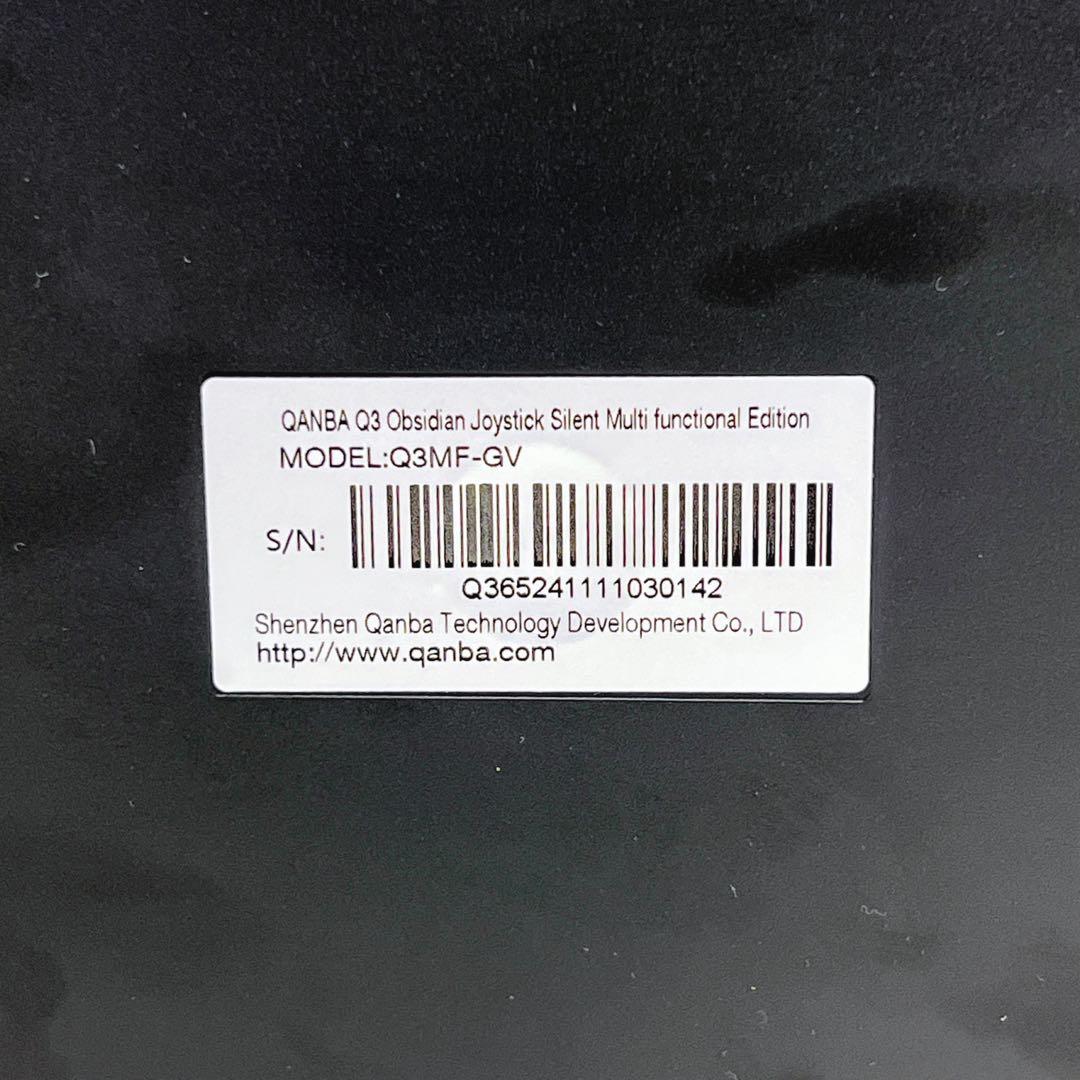 QANBA Q3 Obsidian Joystick Silent Multi functional Edition
MODEL:Q3MF-GV
S/N:
Q365241111030142
Shenzhen Qanba Technology Development Co., LTD
http://www.qanba.com